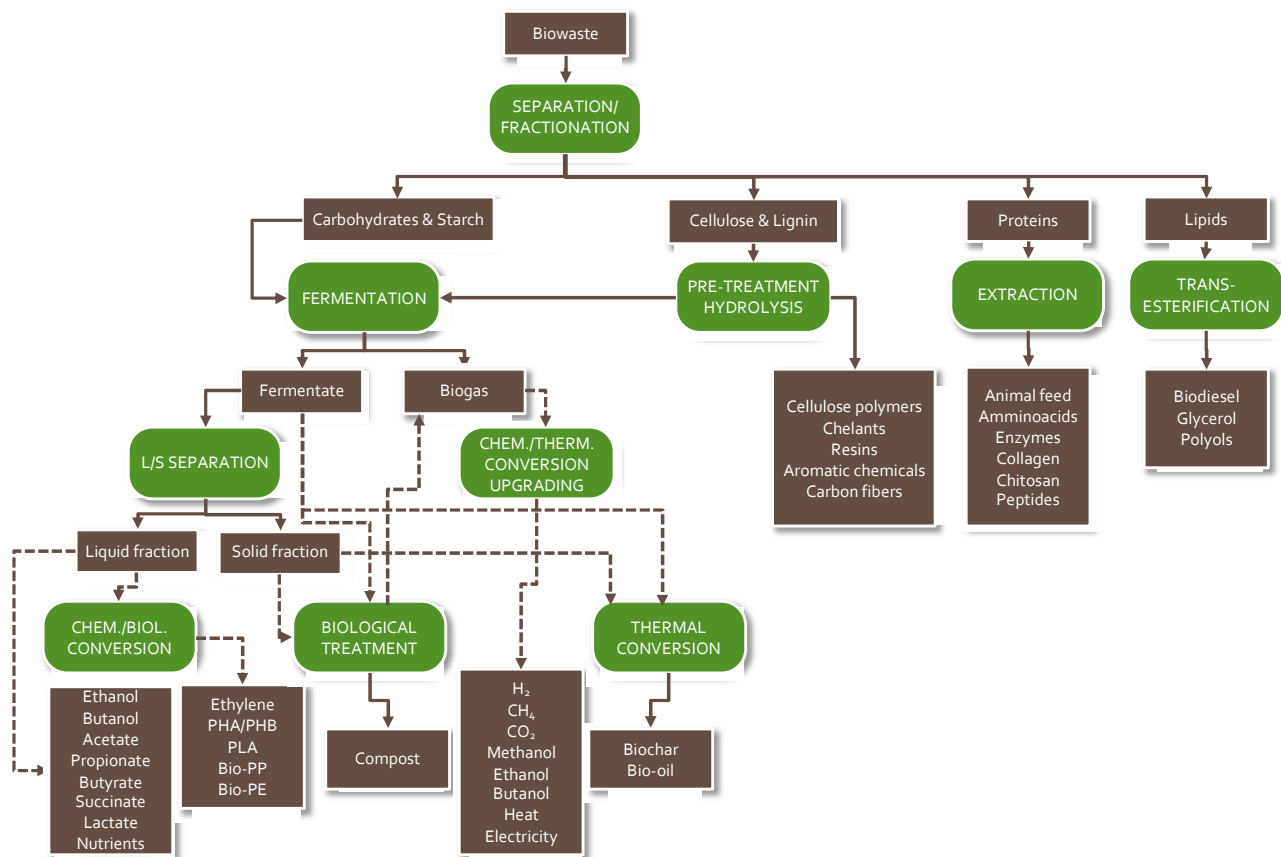 Biowaste
SEPARATION/
FRACTIONATION
Carbohydrates & Starch
Cellulose & Lignin
Proteins
Lipids
FERMENTATION
PRE-TREATMENT
HYDROLYSIS
EXTRACTION
TRANS-
ESTERIFICATION
Fermentate
Biogas
Cellulose polymers
Chelants
Resins
Aromatic chemicals
Carbon fibers
Animal feed
Amminoacids
Enzymes
Collagen
Chitosan
Peptides
Biodiesel
Glycerol
Polyols
L/S SEPARATION
CHEM./THERM.
CONVERSION
UPGRADING
Liquid fraction
Solid fraction
CHEM./BIOL.
CONVERSION
BIOLOGICAL
TREATMENT
THERMAL
CONVERSION
Ethanol
Butanol
Acetate
Propionate
Butyrate
Succinate
Lactate
Nutrients
Ethylene
PHA/PHB
PLA
Bio-PP
Bio-PE
Compost
H₂
CH₄
CO₂
Methanol
Ethanol
Butanol
Heat
Electricity
Biochar
Bio-oil